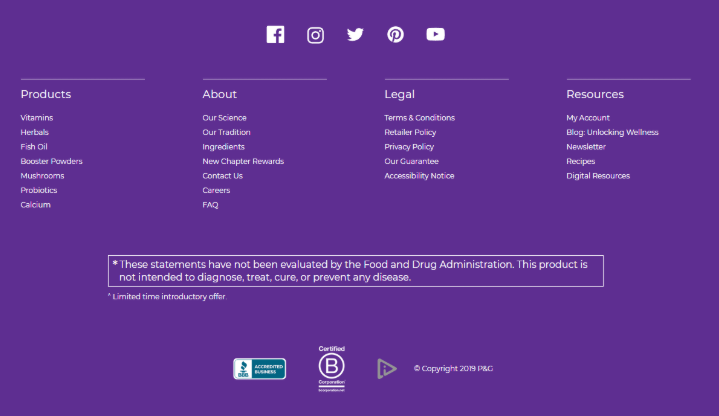 Products
Vitamins
Herbals
Fish Oil
Booster Powders
Mushrooms
Probiotics
Calcium
About
Our Science
Our Tradition
Ingredients
New Chapter Rewards
Contact Us
Careers
FAQ
Legal
Terms & Conditions
Retailer Policy
Privacy Policy
Our Guarantee
Accessibility Notice
Resources
My Account
Blog: Unlocking Wellness
Newsletter
Recipes
Digital Resources
* These statements have not been evaluated by the Food and Drug Administration. This product is
not intended to diagnose, treat, cure, or prevent any disease.
^ Limited time introductory offer.
BBB
ACCREDITED
BUSINESS
Certified
B
Corporation
bcorporation.net
© Copyright 2019 P&G